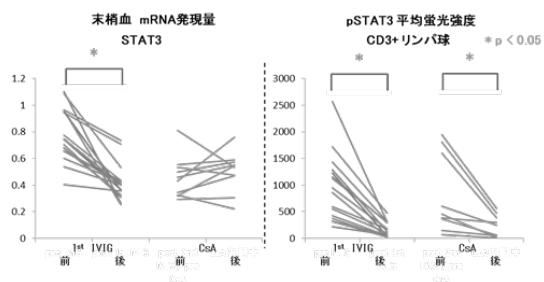 末梢血 mRNA発現量
STAT3
*
1.2
1
0.8
0.6
0.4
0.2
0
1st IVIG
前
後
CsA
前
後
pSTAT3 平均蛍光強度
CD3+リンパ球
*p<0.05
*
*
3000
2500
2000
1500
1000
500
0
1st IVIG
前
後
CsA
前
後